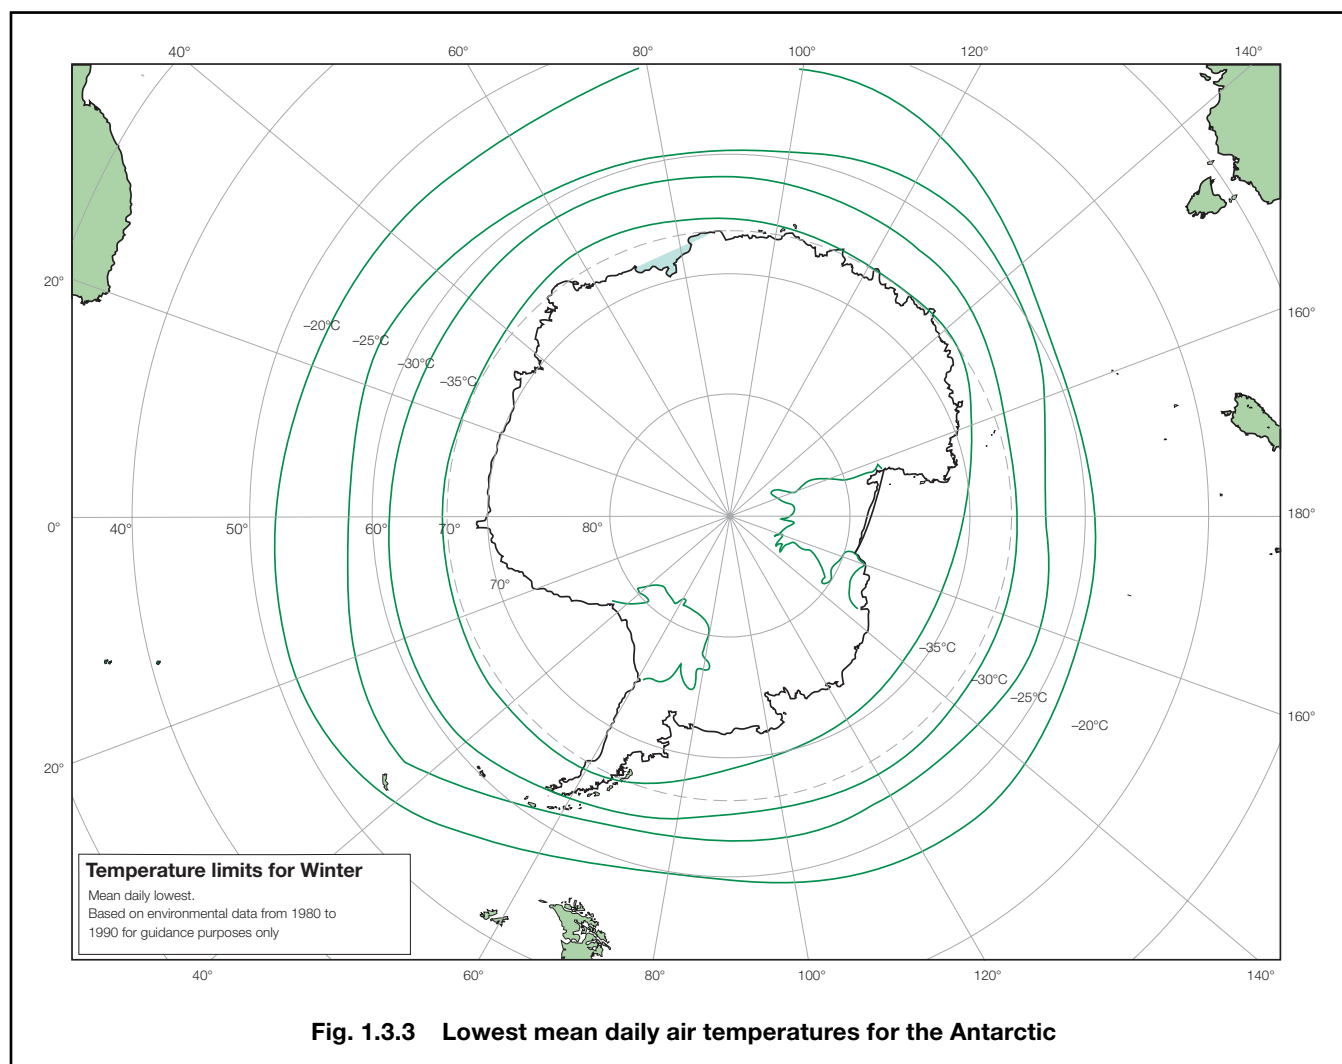 40° 60° 80° 100° 120° 140°
20°
160°
–20°C
–25°C
–30°C
–35°C
0° 40° 50° 60° 70° 80° 180°
70°
–35°C
–30°C
–25°C
–20°C
160°
20°
Temperature limits for Winter
Mean daily lowest.
Based on environmental data from 1980 to
1990 for guidance purposes only
40° 60° 80° 100° 120° 140°
Fig. 1.3.3 Lowest mean daily air temperatures for the Antarctic